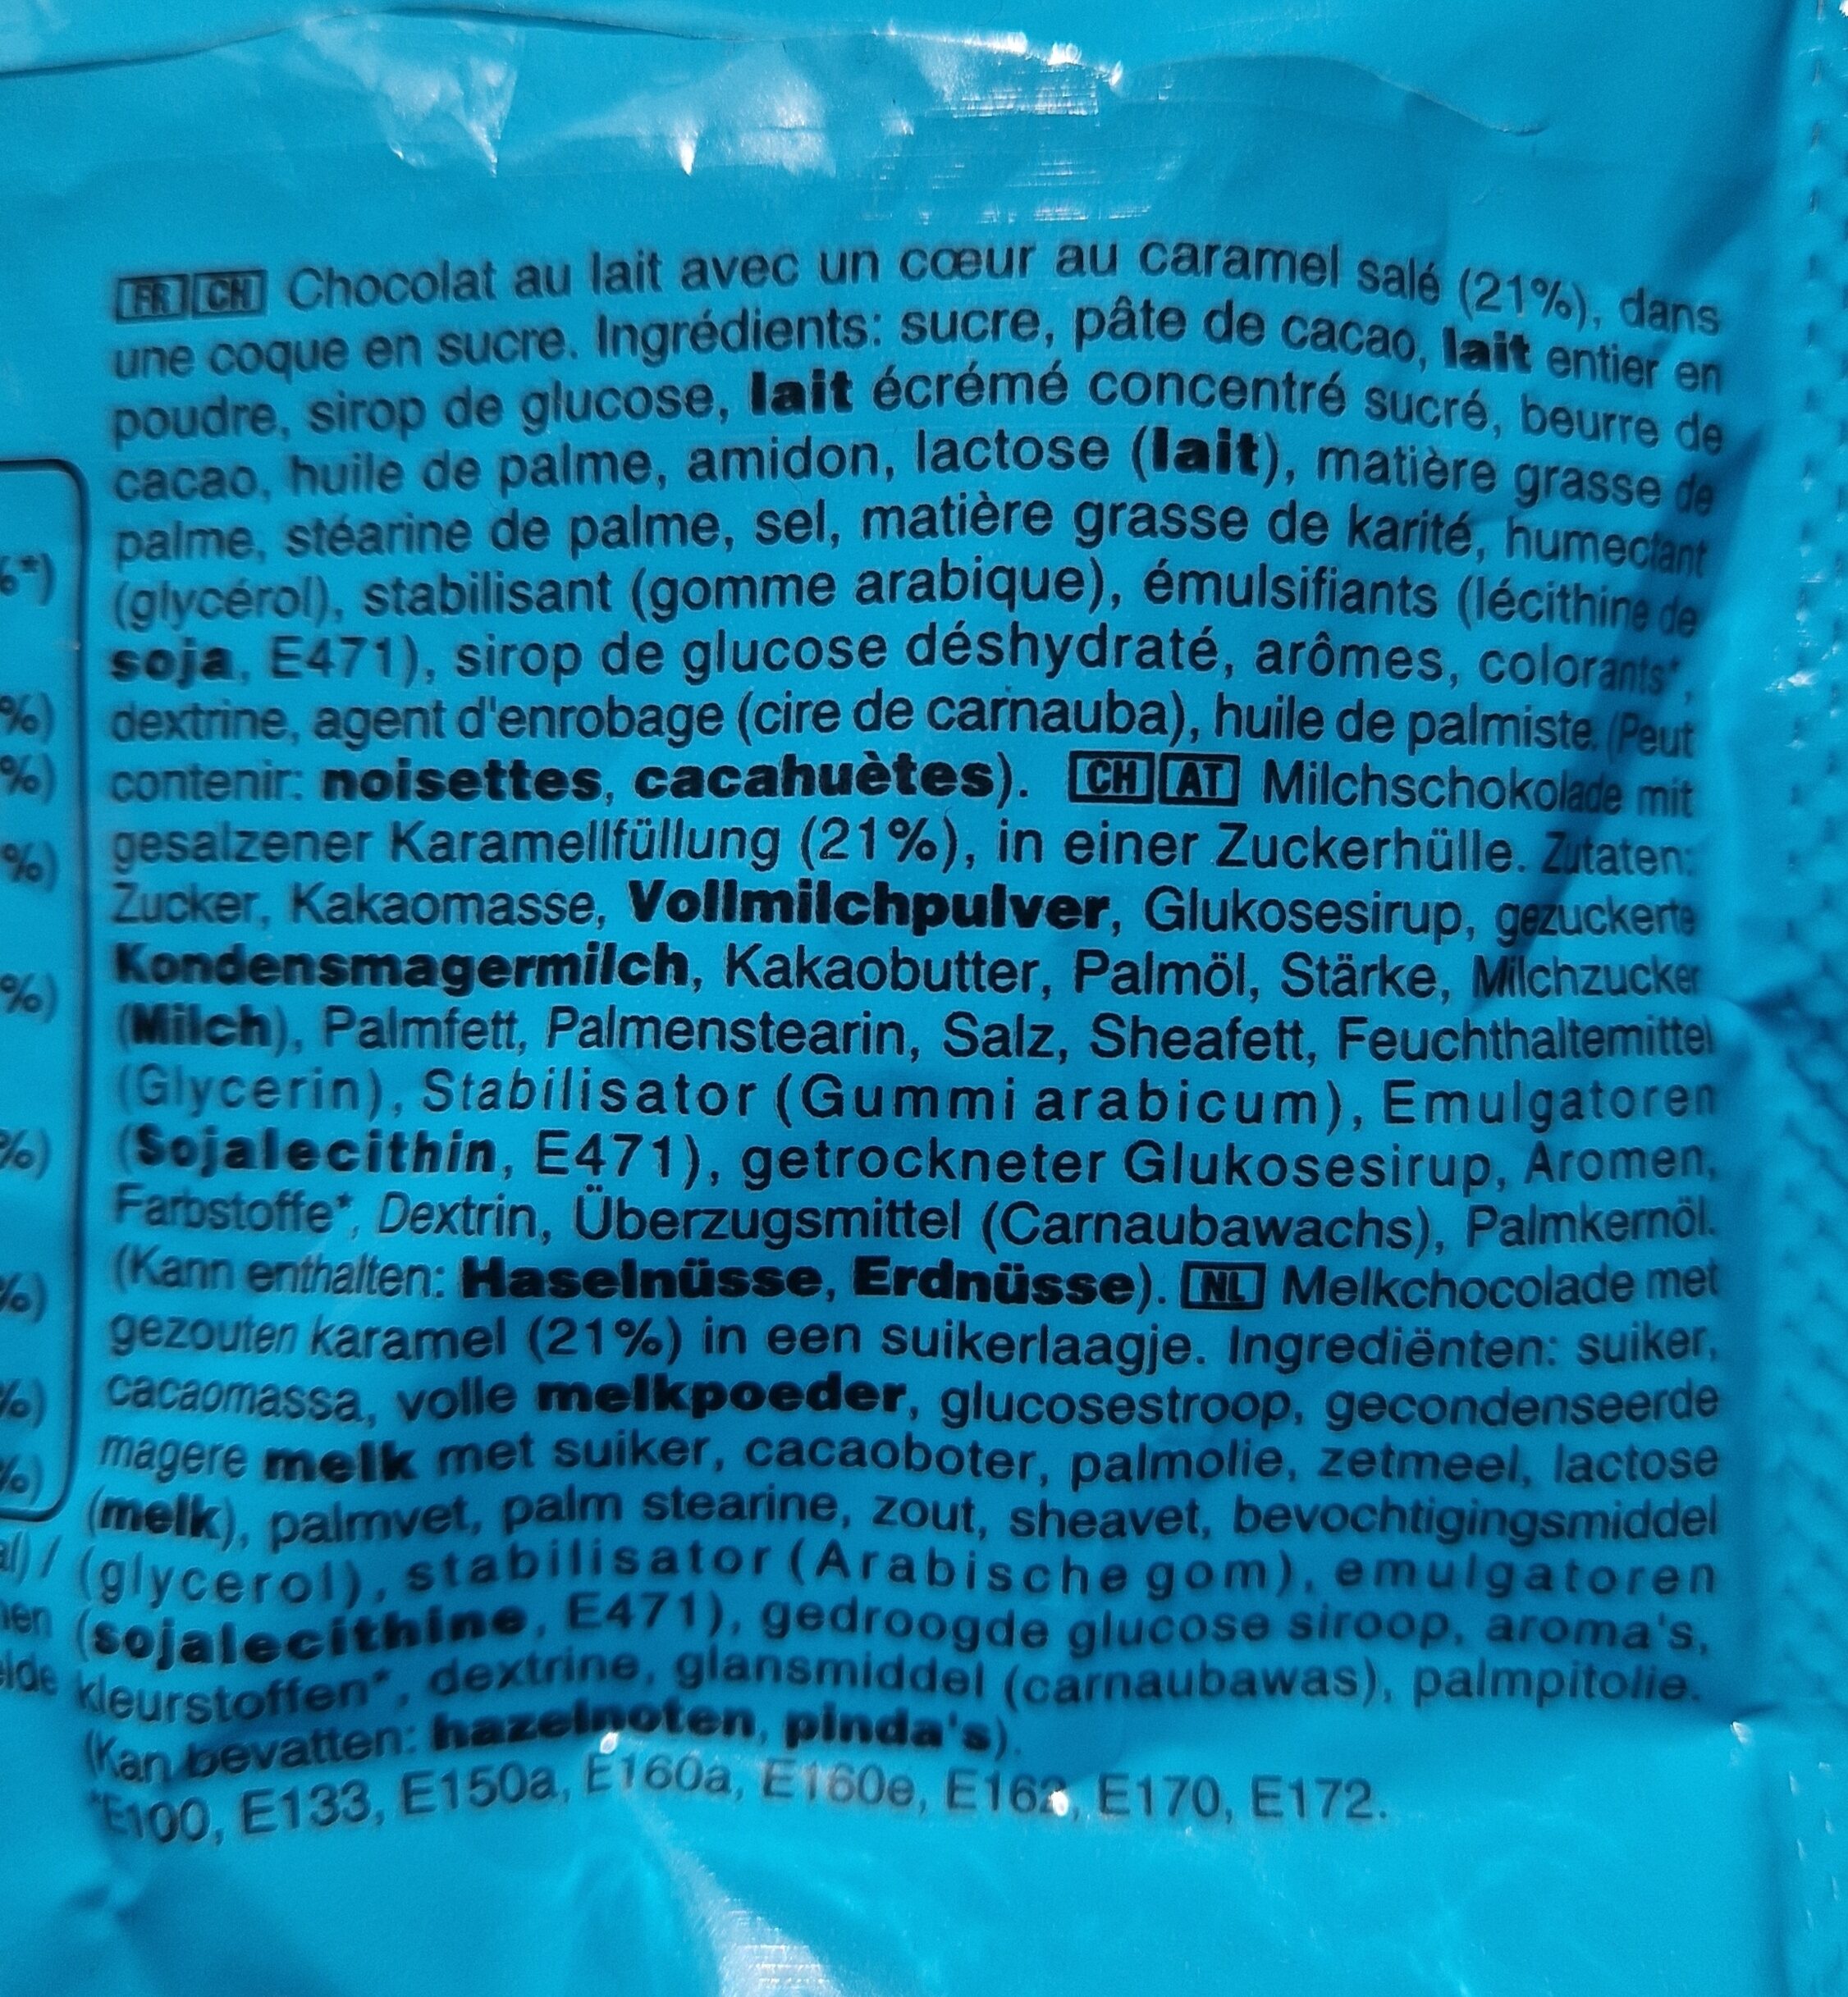 FR CH Chocolat au lait avec un cœur au caramel salé (21%), dans
une coque en sucre. Ingrédients: sucre, pâte de cacao, lait entier en
poudre, sirop de glucose, lait écrémé concentré sucré, beurre de
cacao, huile de palme, amidon, lactose (lait), matière grasse de
palme, stéarine de palme, sel, matière grasse de karité, humectant
(glycérol), stabilisant (gomme arabique), émulsifiants (lécithine de
soja, E471), sirop de glucose déshydraté, arômes, colorants*,
dextrine, agent d'enrobage (cire de carnauba), huile de palmiste. (Peut
contenir: noisettes, cacahuètes). CH AT Milchschokolade mit
gesalzener Karamellfüllung (21%), in einer Zuckerhülle. Zutaten:
Zucker, Kakaomasse, Vollmilchpulver, Glukosesirup, gezuckerte
Kondensmagermilch, Kakaobutter, Palmöl, Stärke, Milchzucker
(Milch), Palmfett, Palmenstearin, Salz, Sheafett, Feuchthaltemittel
(Glycerin), Stabilisator (Gummi arabicum), Emulgatoren
(Sojalecithin, E471), getrockneter Glukosesirup, Aromen,
Farbstoffe*, Dextrin, Überzugsmittel (Carnaubawachs), Palmkernöl.
(Kann enthalten: Haselnüsse, Erdnüsse). NL Melkchocolade met
gezouten karamel (21%) in een suikerlaagje. Ingrediënten: suiker,
cacaomassa, volle melkpoeder, glucosestroop, gecondenseerde
magere melk met suiker, cacaoboter, palmolie, zetmeel, lactose
(melk), palmvet, palm stearine, zout, sheavet, bevochtigingsmiddel
(glycerol), stabilisator (Arabische gom), emulgatoren
(sojalecithine, E471), gedroogde glucose siroop, aroma's,
kleurstoffen*, dextrine, glansmiddel (carnaubawas), palmpitolie.
(Kan bevatten: hazelnoten, pinda's).
*E100, E133, E150a, E160a, E160e, E162, E170, E172.